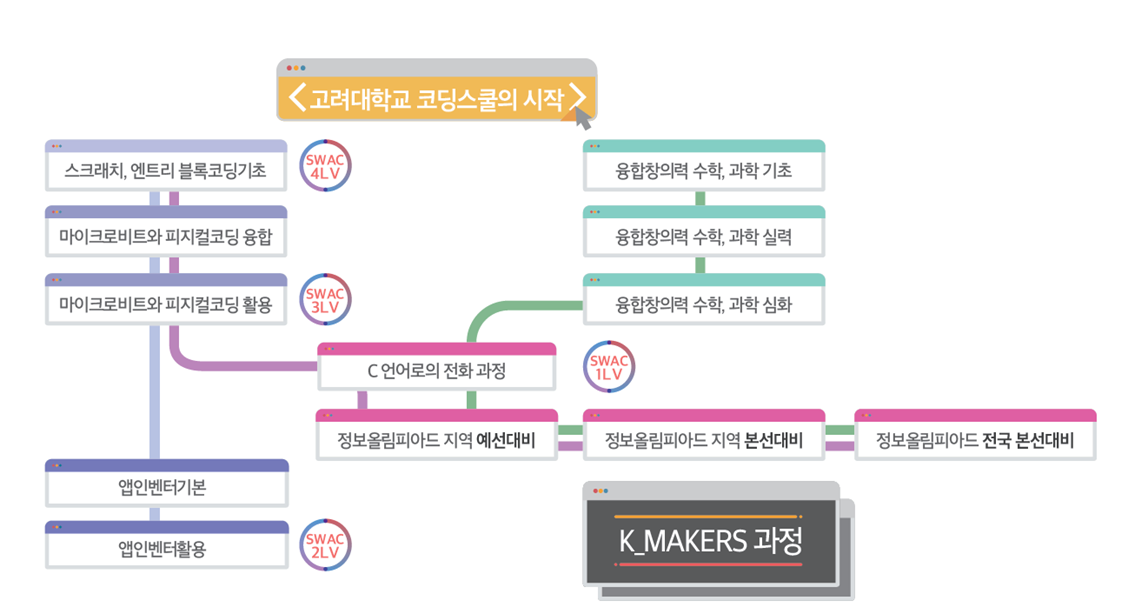 <고려대학교 코딩스쿨의 시작>
스크래치, 엔트리 블록코딩기초
SWAC
4LV
융합창의력 수학, 과학 기초
마이크로비트와 피지컬코딩 융합
융합창의력 수학, 과학 실력
마이크로비트와 피지컬코딩 활용
SWAC
3LV
융합창의력 수학, 과학 심화
C 언어로의 전화 과정
SWAC
1LV
정보올림피아드 지역 예선대비
정보올림피아드 지역 본선대비
정보올림피아드 전국 본선대비
앱인벤터기본
앱인벤터활용
SWAC
2LV
K_MAKERS 과정